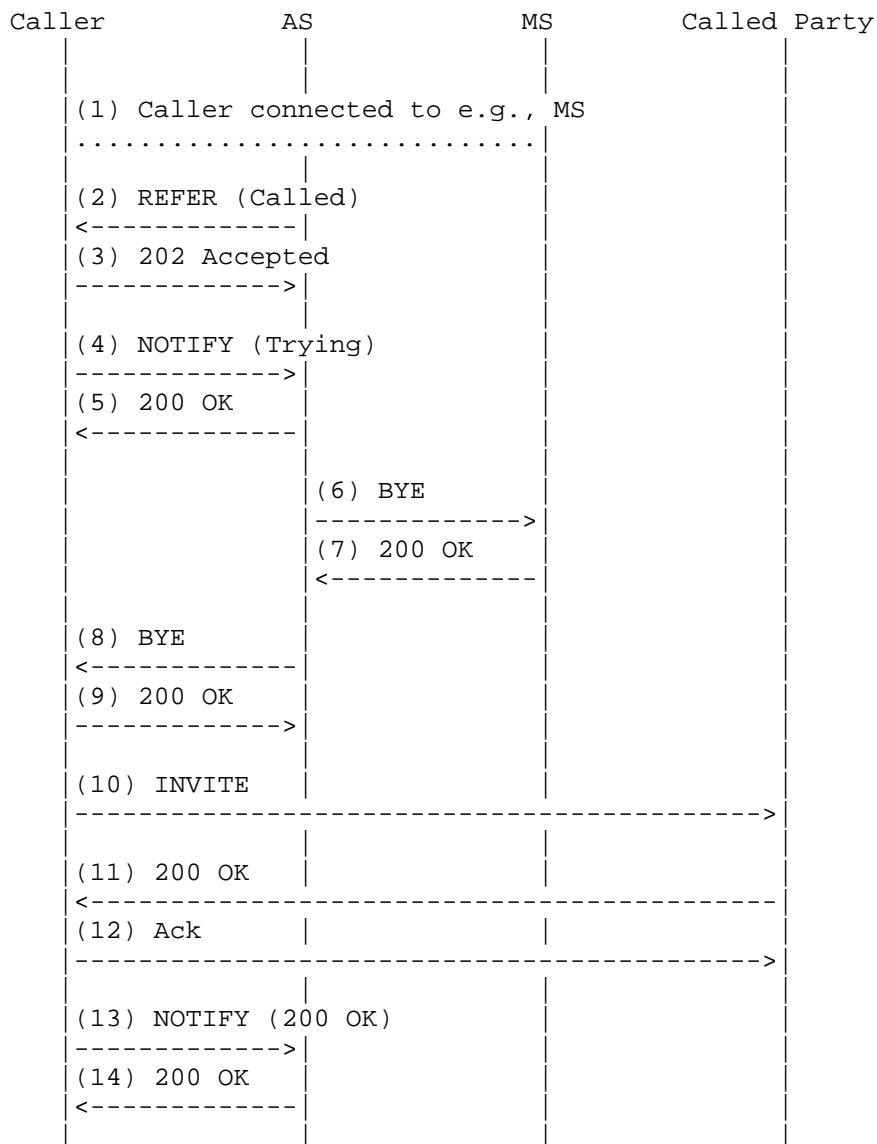 Caller AS MS Called Party
(1) Caller connected to e.g., MS
(2) REFER (Called)
(3) 202 Accepted
(4) NOTIFY (Trying)
(5) 200 OK
(6) BYE
(7) 200 OK
(8) BYE
(9) 200 OK
(10) INVITE
(11) 200 OK
(12) Ack
(13) NOTIFY (200 OK)
(14) 200 OK